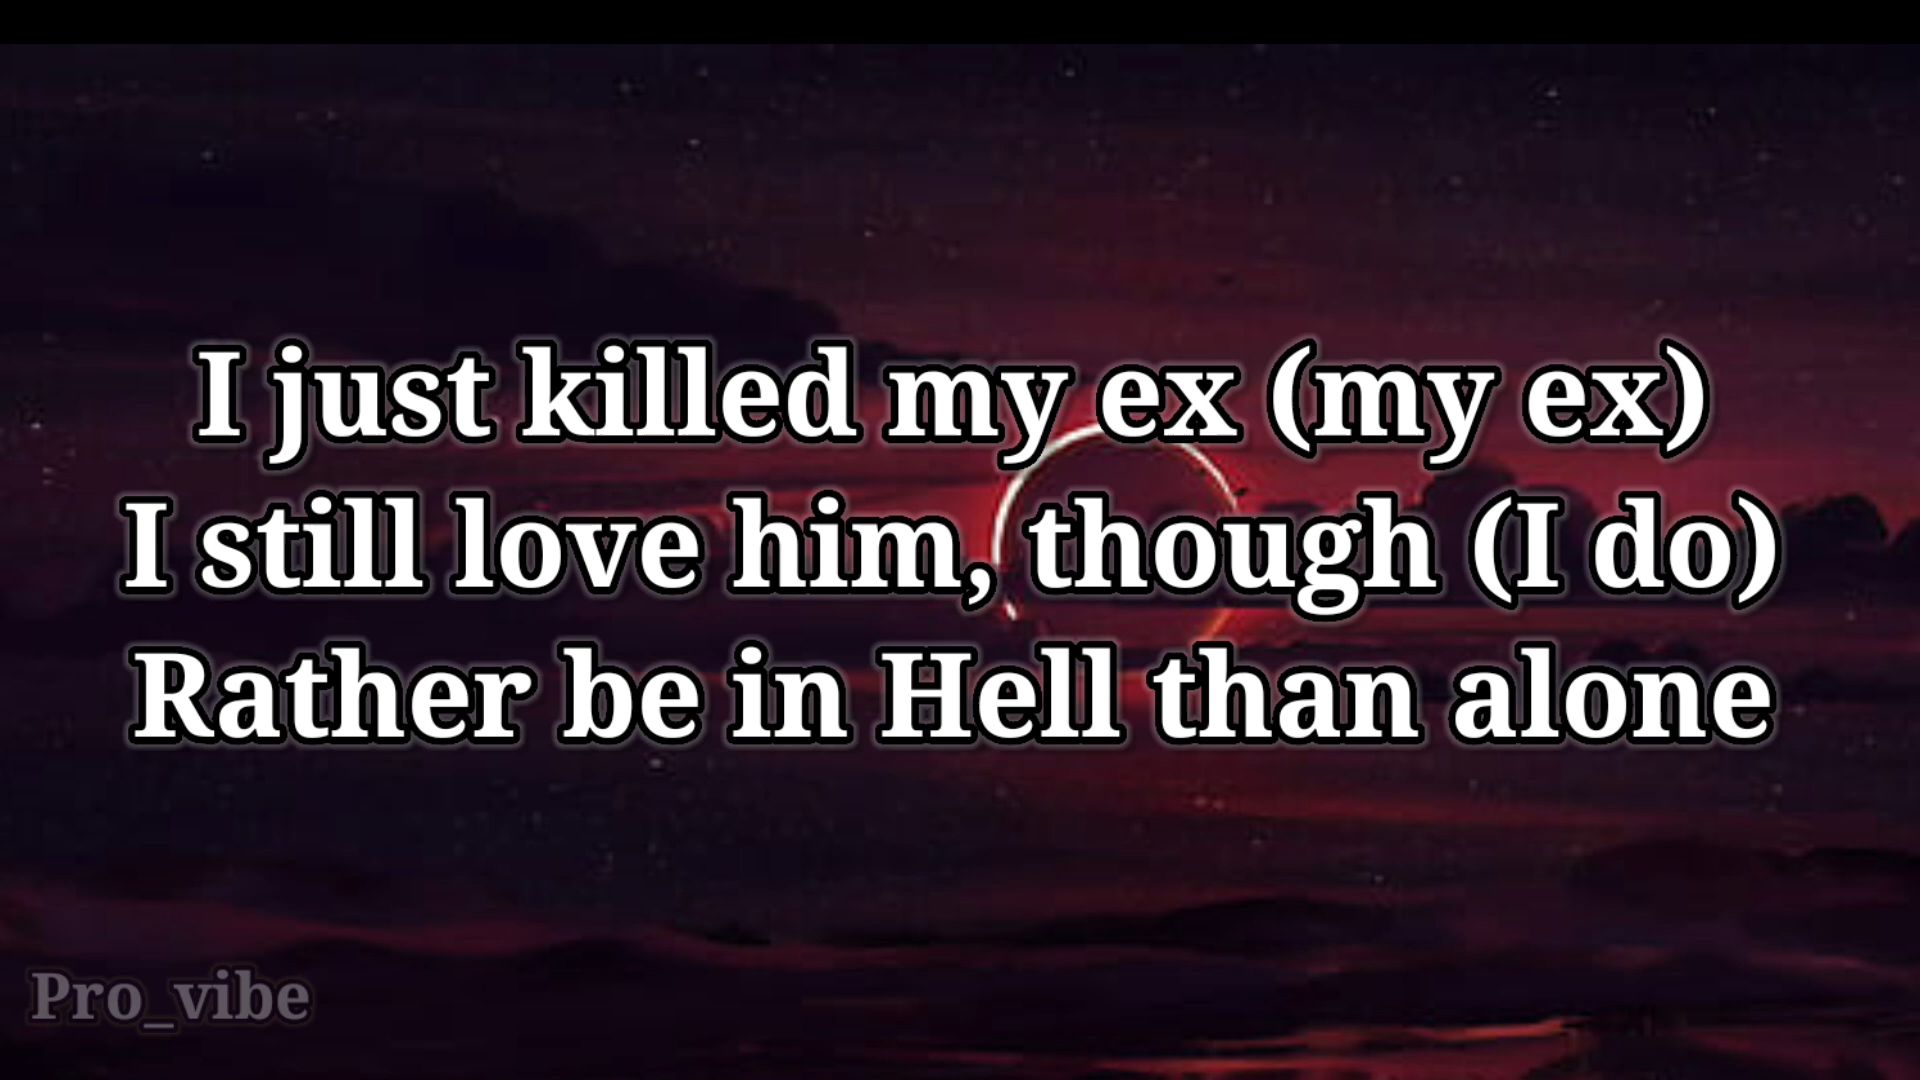 I just killed my ex (my ex)
I still love him, though (I do)
Rather be in Hell than alone
Pro_vibe